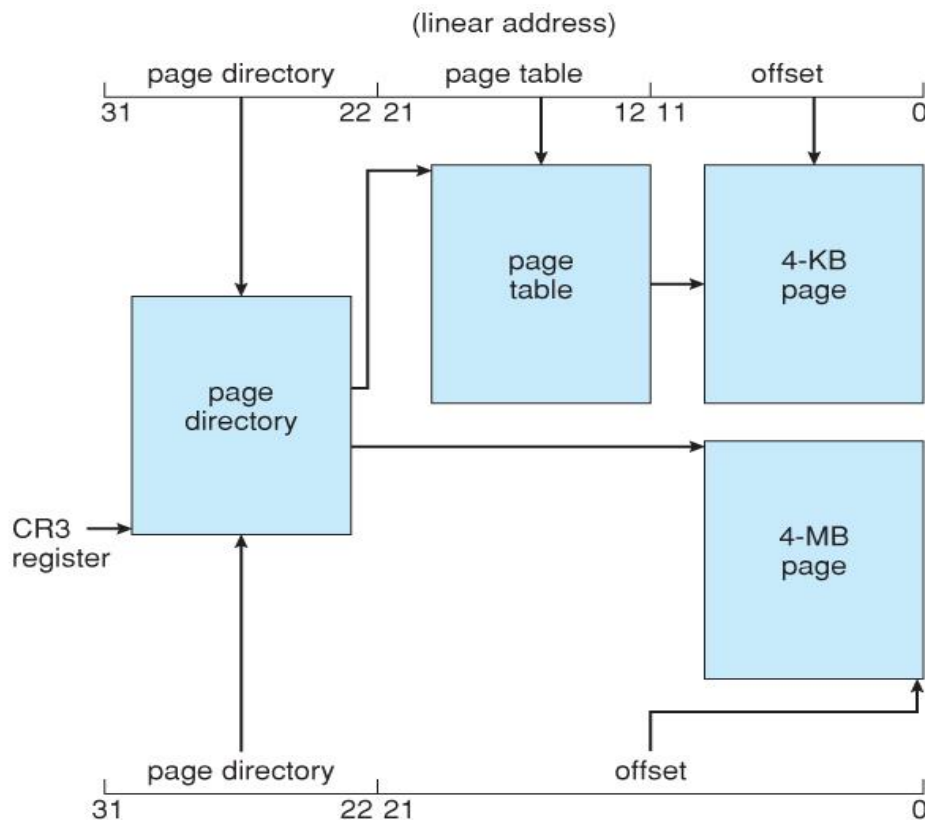 (linear address)
page directory page table offset
31 22 21 12 11 0
page
table
4-KB
page
page
directory
CR3
register
4-MB
page
page directory offset
31 22 21 0